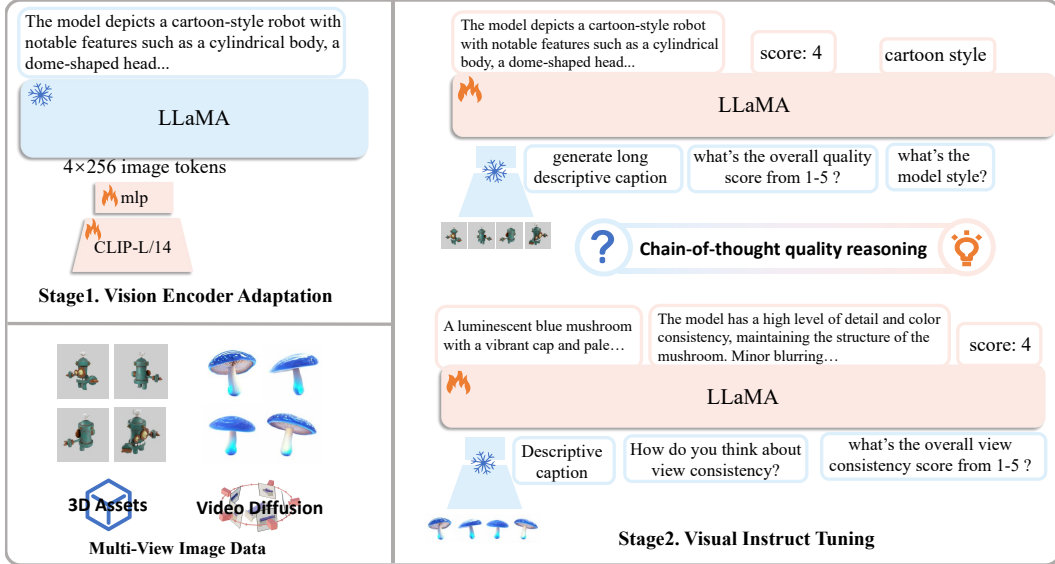 The model depicts a cartoon-style robot with
notable features such as a cylindrical body, a
dome-shaped head...
LLaMA
4×256 image tokens
mlp
CLIP-L/14
Stage1. Vision Encoder Adaptation
3D Assets
Video Diffusion
Multi-View Image Data
The model depicts a cartoon-style robot
with notable features such as a cylindrical
body, a dome-shaped head...
score: 4
cartoon style
LLaMA
generate long
descriptive caption
what's the overall quality
score from 1-5 ?
what's the
model style?
?
Chain-of-thought quality reasoning
A luminescent blue mushroom
with a vibrant cap and pale…
The model has a high level of detail and color
consistency, maintaining the structure of the
mushroom. Minor blurring…
score: 4
LLaMA
Descriptive
caption
How do you think about
view consistency?
what's the overall view
consistency score from 1-5 ?
Stage2. Visual Instruct Tuning